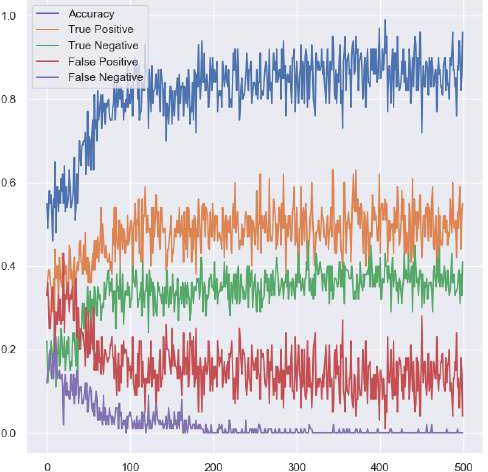 Accuracy
True Positive
True Negative
False Positive
False Negative
1.0
0.8
0.6
0.4
0.2
0.0
0 100 200 300 400 500